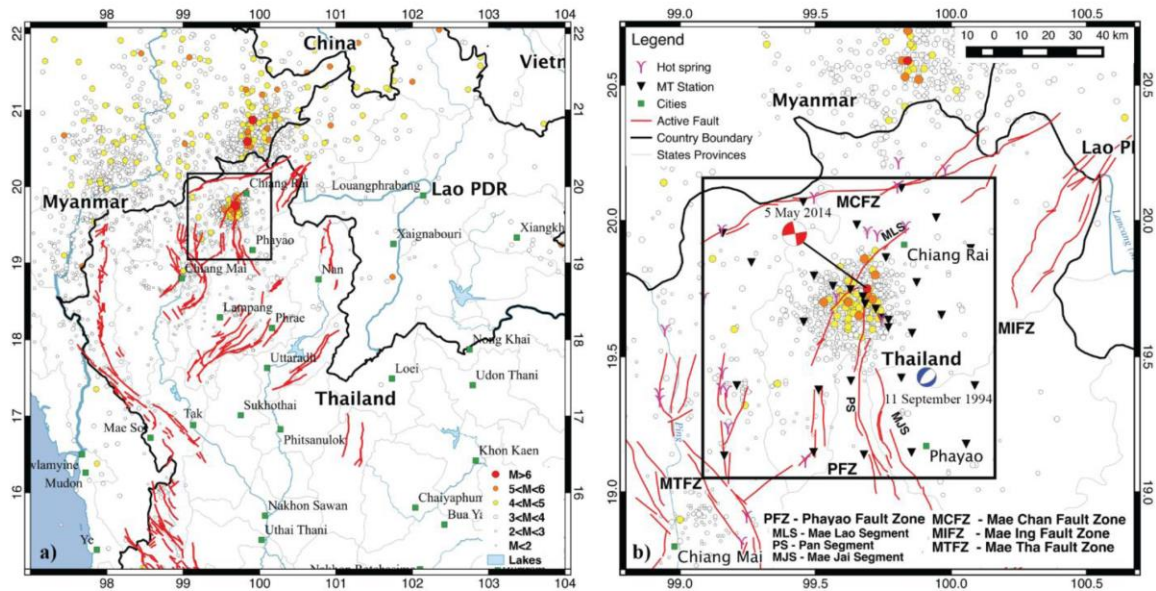 98 99 100 101 102 103 104
22
21
20
19
18
17
16
China
Vietn
Myanmar
Chiang Rai
Louangphrabang
Lao PDR
Phayao
Xaignabouri
Xiangkh
Chiang Mai
Nan
Lampang
Phrae
Uttaradit
Nong Khai
Loei
Udon Thani
Thailand
Tak
Sukhothai
Mae So
Phitsanulok
Khon Kaen
wlamyine
Mudon
Nakhon Sawan
Chaiyaphum
Bua Yi
Uthai Thani
Ye
M>6
5<M<6
4<M<5
3<M<4
2<M<3
M<2
Lakes
a)
22
21
20
19
18
17
16
98 99 100 101 102 103 104
99.0 99.5 100.0 100.5
Legend
Hot spring
MT Station
Cities
Active Fault
Country Boundary
States Provinces
10 0 10 20 30 40 km
20.5
20.0
19.5
19.0
Myanmar
Lao PI
MCFZ
5 May 2014
MLS
Chiang Rai
Lancang
MIFZ
Thailand
11 September 1994
PS
MJS
Ping
Phayao
PFZ
MTFZ
Chiang Mai
PFZ - Phayao Fault Zone
MLS - Mae Lao Segment
PS - Pan Segment
MJS - Mae Jai Segment
MCFZ - Mae Chan Fault Zone
MIFZ - Mae Ing Fault Zone
MTFZ - Mae Tha Fault Zone
b)
20.5
20.0
19.5
19.0
99.0 99.5 100.0 100.5